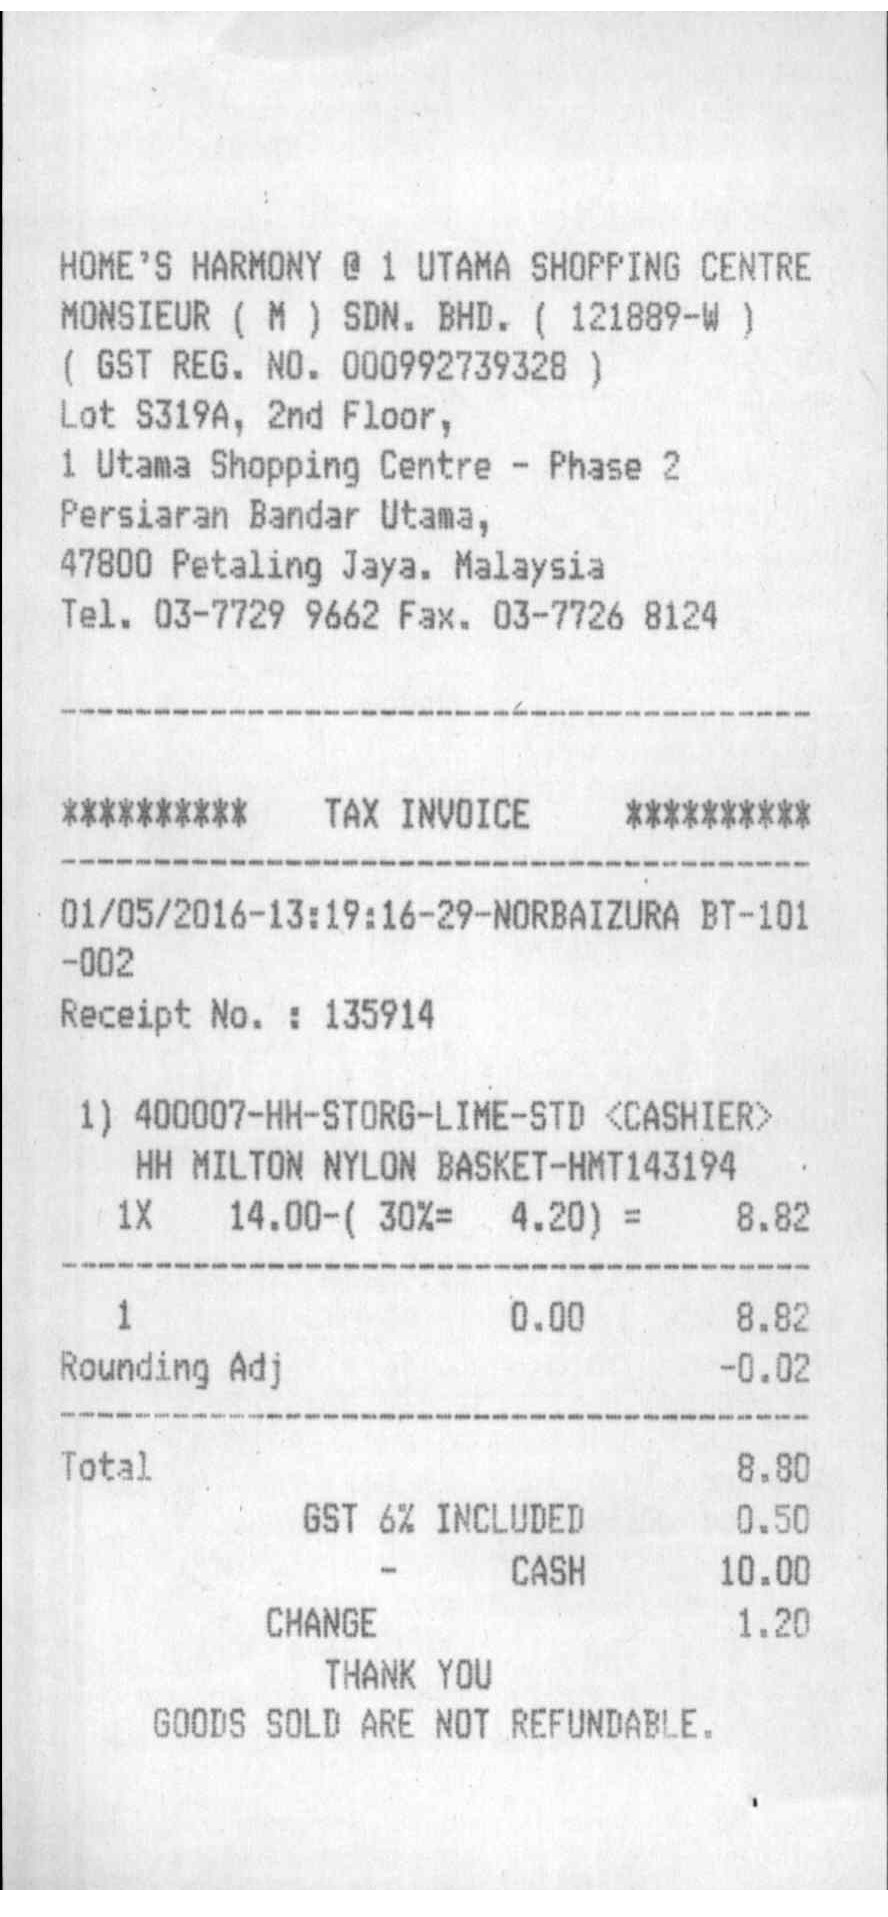 HOME'S HARMONY @ 1 UTAMA SHOPPING CENTRE
MONSIEUR ( M ) SDN. BHD. ( 121889-W )
( GST REG. NO. 000992739328 )
Lot S319A, 2nd Floor,
1 Utama Shopping Centre - Phase 2
Persiaran Bandar Utama,
47800 Petaling Jaya. Malaysia
Tel. 03-7729 9662 Fax. 03-7726 8124
----------------------------------------
********** TAX INVOICE **********
----------------------------------------
01/05/2016-13:19:16-29-NORBAIZURA BT-101
-002
Receipt No. : 135914
1) 400007-HH-STORG-LIME-STD <CASHIER>
HH MILTON NYLON BASKET-HMT143194
1X 14.00-( 30%= 4.20) = 8.82
----------------------------------------
1 0.00 8.82
Rounding Adj -0.02
----------------------------------------
Total 8.80
GST 6% INCLUDED 0.50
- CASH 10.00
CHANGE 1.20
THANK YOU
GOODS SOLD ARE NOT REFUNDABLE.